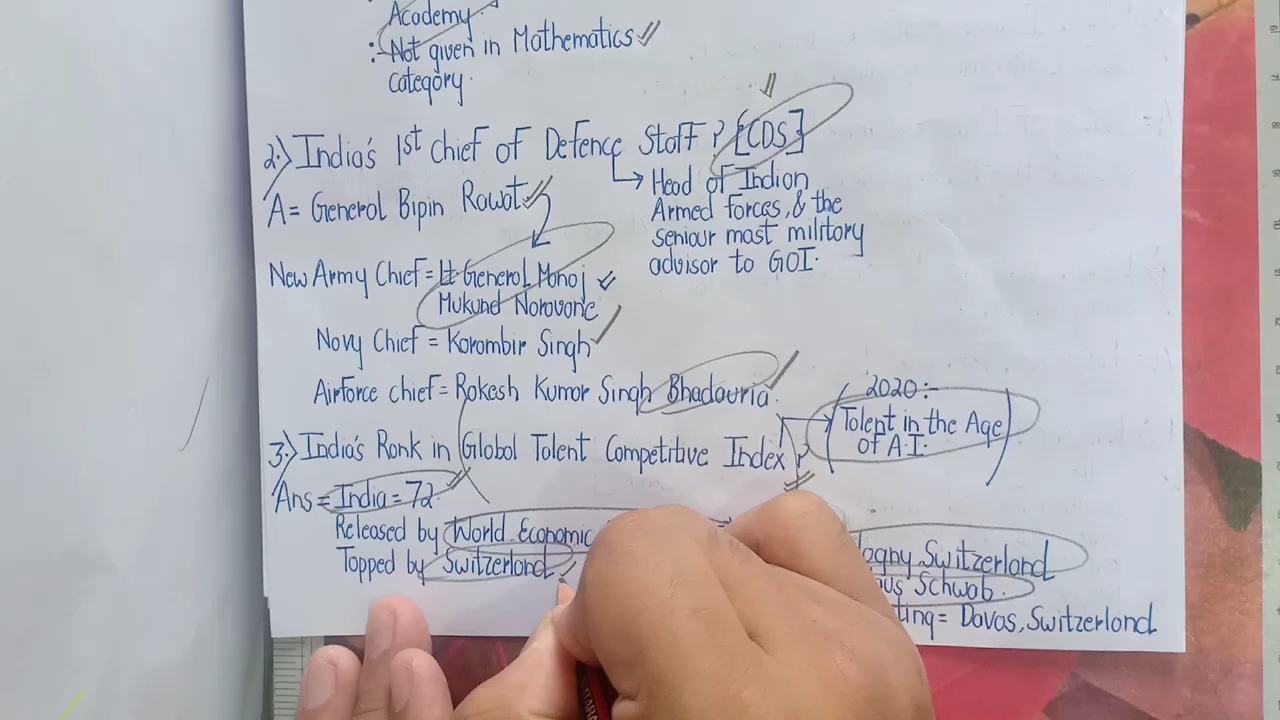 Academy.
:- Not given in Mathematics
category.
2.> India's 1st Chief of Defence Staff? [CDS]
→ Head of Indian
Armed forces, & the
seniour most military
advisor to GOI.
A = General Bipin Rawat
New Army Chief = Lt General Manoj
Mukund Naravane
Navy Chief = Karambir Singh
Airforce chief = Rakesh Kumar Singh Bhadauria.
3.> India's Rank in Global Talent Competitive Index?
2020:-
(Talent in the Age
of A.I.)
Ans = India = 72.
Released by World Economic
Topped by Switzerland
Switzerland
Schwab.
= Davos, Switzerland